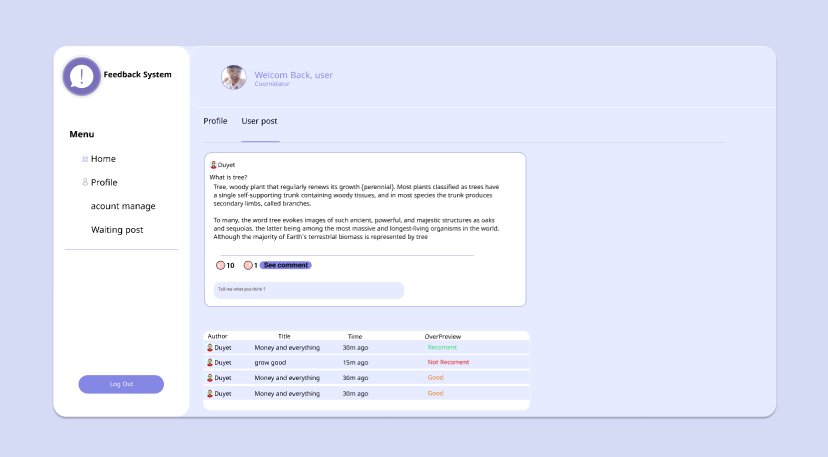 Feedback System
Welcom Back, user
Cuornidator
Menu
Home
Profile
acount manage
Waiting post
Log Out
Profile User post
Duyet
What is tree?
Tree, woody plant that regularly renews its growth (perennial). Most plants classified as trees have
a single self-supporting trunk containing woody tissues, and in most species the trunk produces
secondary limbs, called branches.
To many, the word tree evokes images of such ancient, powerful, and majestic structures as oaks
and sequoias, the latter being among the most massive and longest-living organisms in the world.
Although the majority of Earth's terrestrial biomass is represented by tree
10 1 See comment
Tell me what you think ?
Author Title Time OverPreview
Duyet Money and everything 30m ago Recoment
Duyet grow good 15m ago Not Recoment
Duyet Money and everything 30m ago Good
Duyet Money and everything 30m ago Good